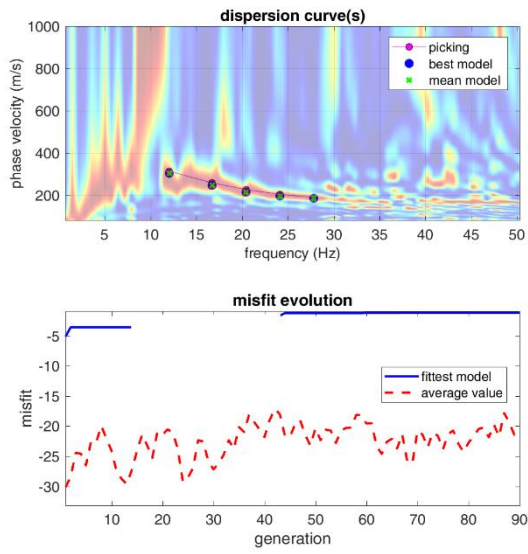 dispersion curve(s)
1000
800
600
400
200
phase velocity (m/s)
picking
best model
mean model
5 10 15 20 25 30 35 40 45 50
frequency (Hz)
misfit evolution
-5
-10
-15
-20
-25
-30
misfit
fittest model
average value
10 20 30 40 50 60 70 80 90
generation